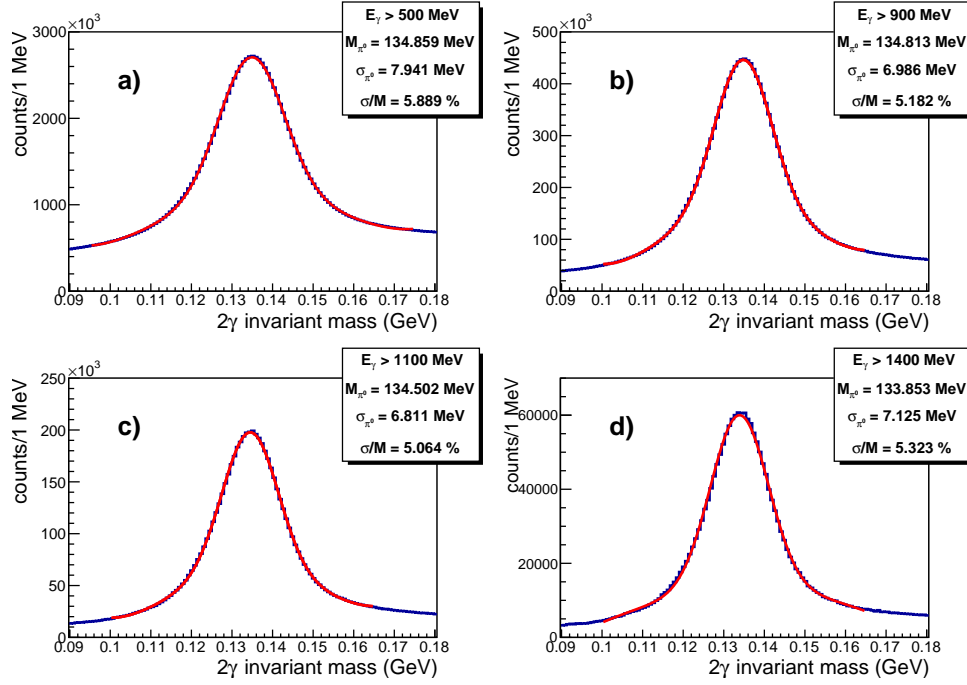 ×10³
E_γ > 500 MeV
M_π⁰ = 134.859 MeV
σ_π⁰ = 7.941 MeV
σ/M = 5.889 %
a)
counts/1 MeV
3000
2000
1000
0
0.09 0.1 0.11 0.12 0.13 0.14 0.15 0.16 0.17 0.18
2γ invariant mass (GeV)
×10³
E_γ > 900 MeV
M_π⁰ = 134.813 MeV
σ_π⁰ = 6.986 MeV
σ/M = 5.182 %
b)
counts/1 MeV
500
400
300
200
100
0
0.09 0.1 0.11 0.12 0.13 0.14 0.15 0.16 0.17 0.18
2γ invariant mass (GeV)
×10³
E_γ > 1100 MeV
M_π⁰ = 134.502 MeV
σ_π⁰ = 6.811 MeV
σ/M = 5.064 %
c)
counts/1 MeV
250
200
150
100
50
0
0.09 0.1 0.11 0.12 0.13 0.14 0.15 0.16 0.17 0.18
2γ invariant mass (GeV)
E_γ > 1400 MeV
M_π⁰ = 133.853 MeV
σ_π⁰ = 7.125 MeV
σ/M = 5.323 %
d)
counts/1 MeV
60000
40000
20000
0
0.09 0.1 0.11 0.12 0.13 0.14 0.15 0.16 0.17 0.18
2γ invariant mass (GeV)